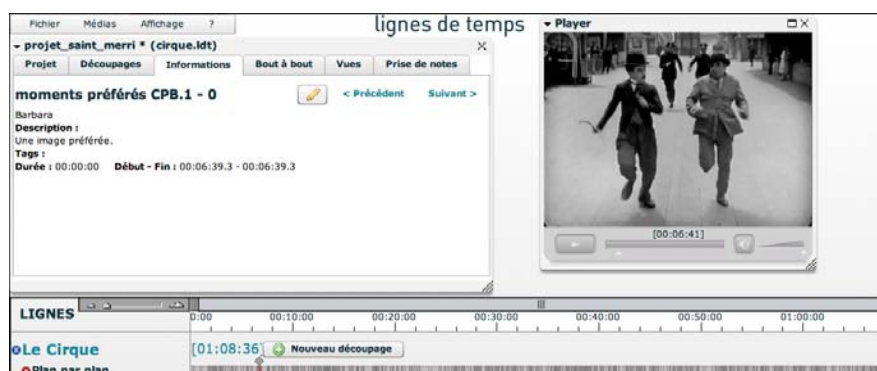 Fichier Médias Affichage ?
lignes de temps
projet_saint_merri * (cirque.ldt)
Projet Découpages Informations Bout à bout Vues Prise de notes
moments préférés CPB.1 - 0 < Précédent Suivant >
Barbara
Description :
Une image préférée.
Tags :
Durée : 00:00:00 Début - Fin : 00:06:39.3 - 00:06:39.3
Player
[00:06:41]
LIGNES
0:00 00:10:00 00:20:00 00:30:00 00:40:00 00:50:00 01:00:00
Le Cirque [01:08:36] Nouveau découpage
Plan par plan